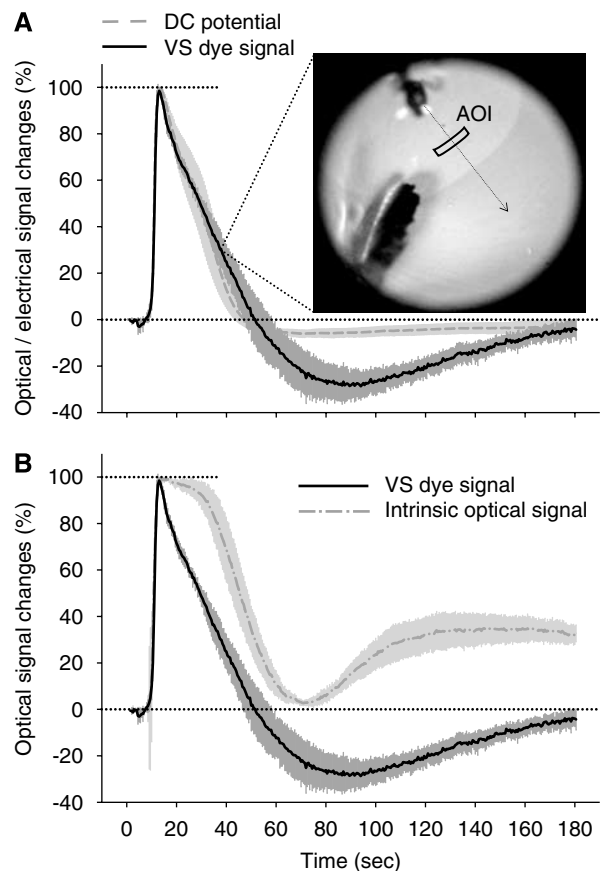 A
DC potential
VS dye signal
Optical / electrical signal changes (%)
100
80
60
40
20
0
-20
-40
AOI
B
VS dye signal
Intrinsic optical signal
Optical signal changes (%)
100
80
60
40
20
0
-20
-40
0 20 40 60 80 100 120 140 160 180
Time (sec)